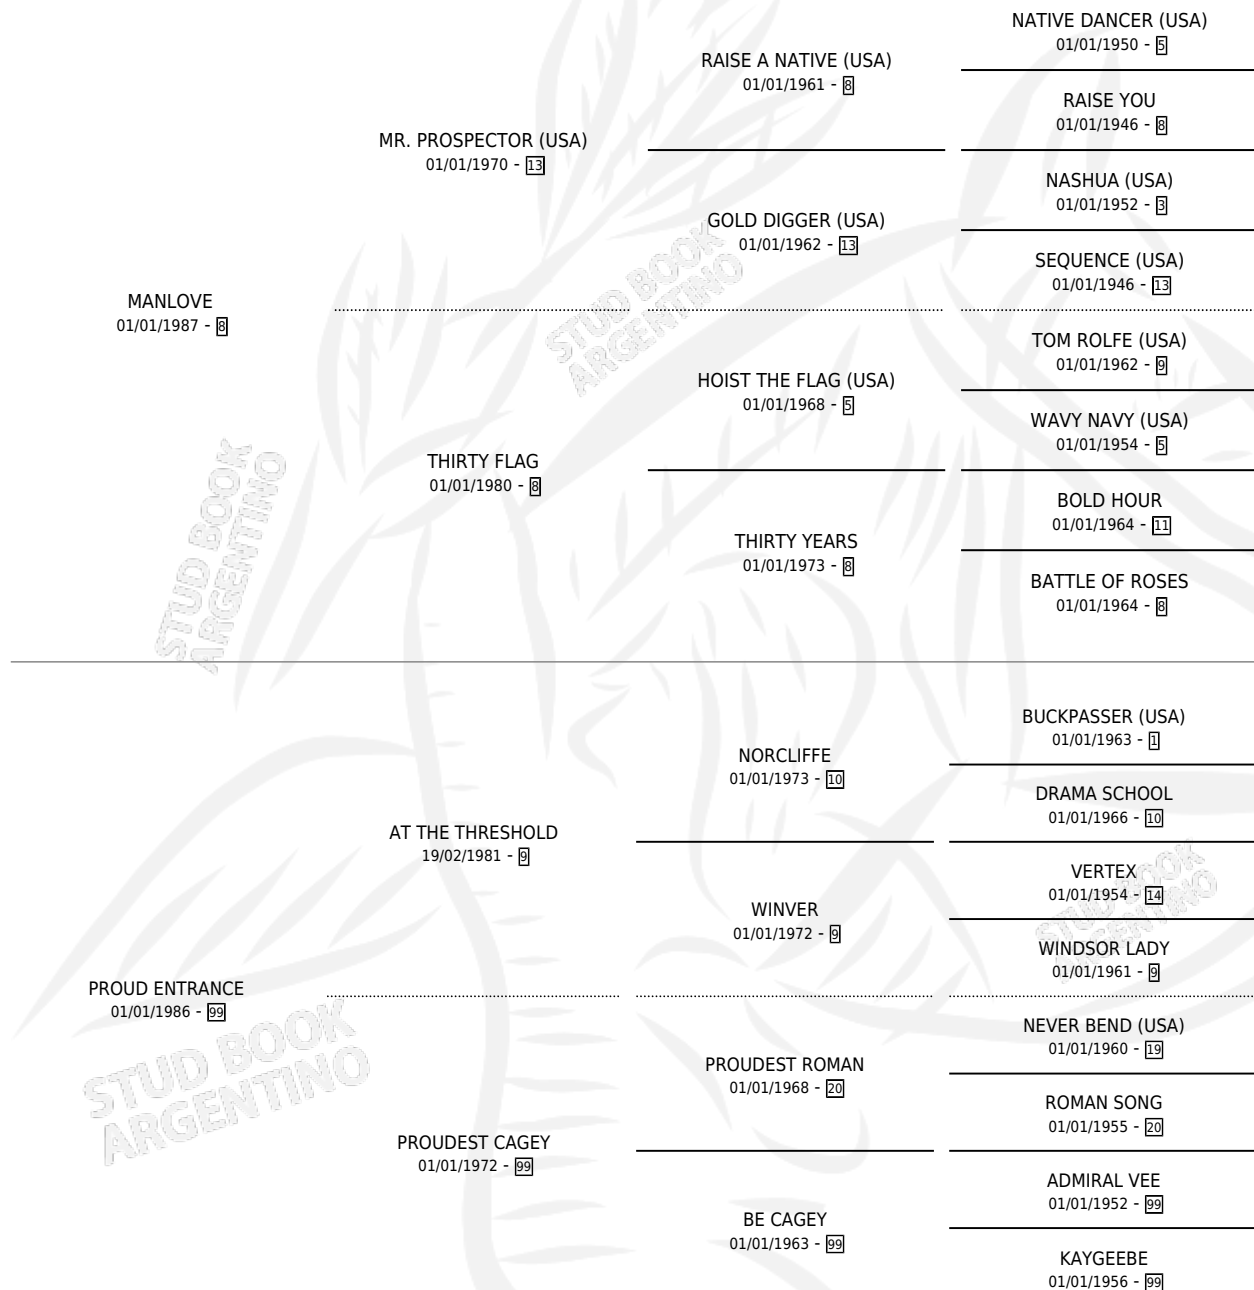 NATIVE DANCER (USA)
01/01/1950 - 5
RAISE A NATIVE (USA)
01/01/1961 - 8
RAISE YOU
01/01/1946 - 8
MR. PROSPECTOR (USA)
01/01/1970 - 13
NASHUA (USA)
01/01/1952 - 3
GOLD DIGGER (USA)
01/01/1962 - 13
SEQUENCE (USA)
01/01/1946 - 13
MANLOVE
01/01/1987 - 8
TOM ROLFE (USA)
01/01/1962 - 9
HOIST THE FLAG (USA)
01/01/1968 - 5
WAVY NAVY (USA)
01/01/1954 - 5
THIRTY FLAG
01/01/1980 - 8
BOLD HOUR
01/01/1964 - 11
THIRTY YEARS
01/01/1973 - 8
BATTLE OF ROSES
01/01/1964 - 8
BUCKPASSER (USA)
01/01/1963 - 1
NORCLIFFE
01/01/1973 - 10
DRAMA SCHOOL
01/01/1966 - 10
AT THE THRESHOLD
19/02/1981 - 9
VERTEX
01/01/1954 - 14
WINVER
01/01/1972 - 9
WINDSOR LADY
01/01/1961 - 9
PROUD ENTRANCE
01/01/1986 - 99
NEVER BEND (USA)
01/01/1960 - 19
PROUDEST ROMAN
01/01/1968 - 20
ROMAN SONG
01/01/1955 - 20
PROUDEST CAGEY
01/01/1972 - 99
ADMIRAL VEE
01/01/1952 - 99
BE CAGEY
01/01/1963 - 99
KAYGEEBE
01/01/1956 - 99
STUD BOOK
ARGENTINO
STUD BOOK
ARGENTINO
STUD BOOK
ARGENTINO
STUD BOOK
ARGENTINO